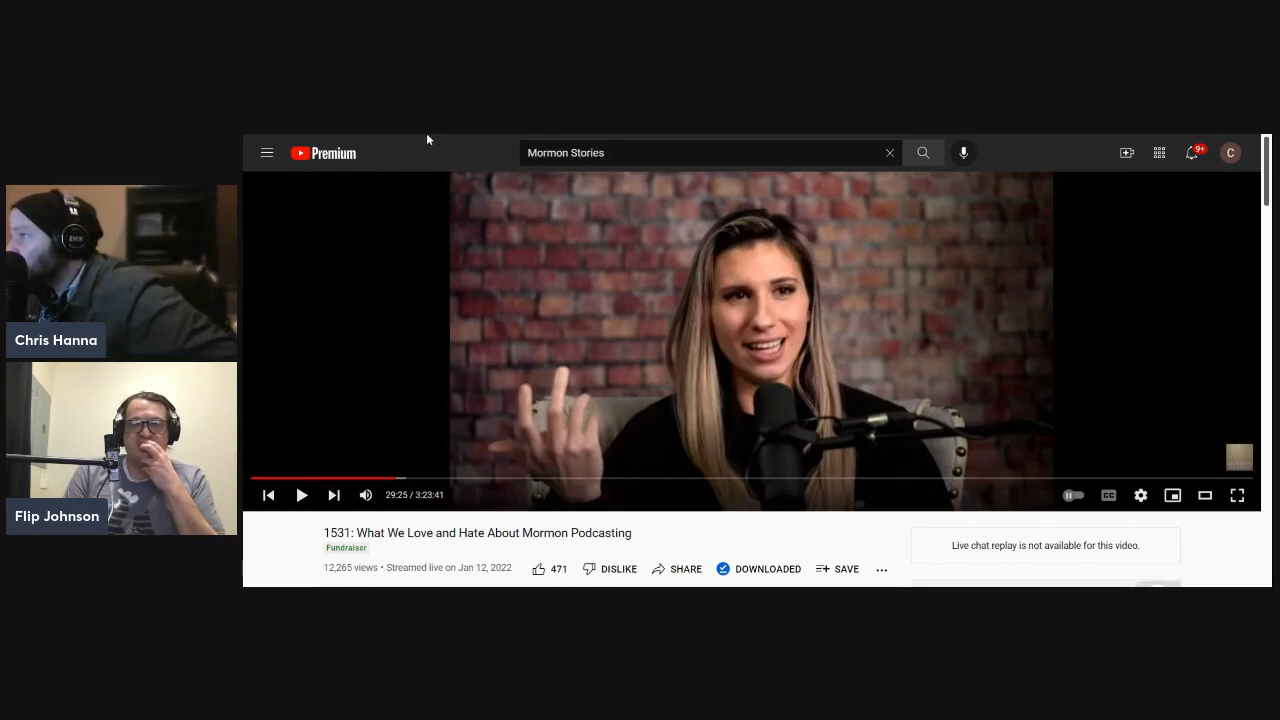 Premium
Mormon Stories
9+
C
Chris Hanna
Flip Johnson
29:25 / 3:23:41
1531: What We Love and Hate About Mormon Podcasting
Fundraiser
12,265 views • Streamed live on Jan 12, 2022
471
DISLIKE
SHARE
DOWNLOADED
SAVE
Live chat replay is not available for this video.